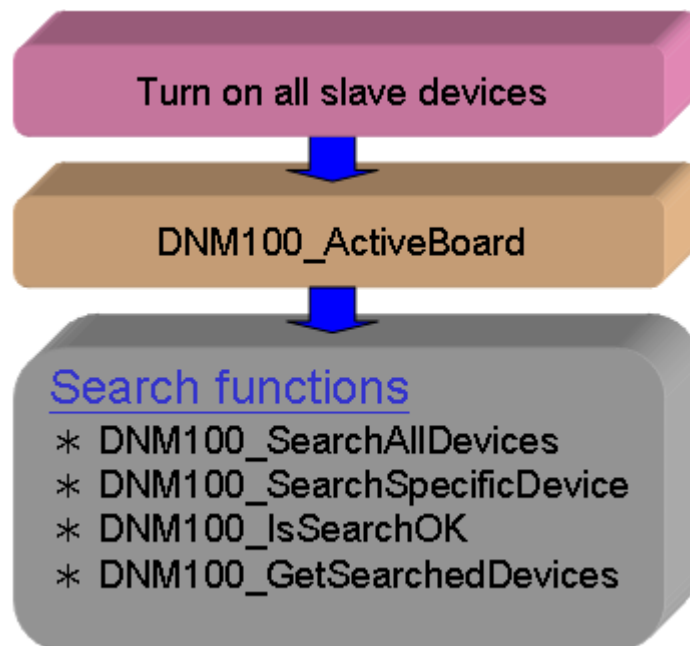 Turn on all slave devices
DNM100_ActiveBoard
Search functions
* DNM100_SearchAllDevices
* DNM100_SearchSpecificDevice
* DNM100_IsSearchOK
* DNM100_GetSearchedDevices